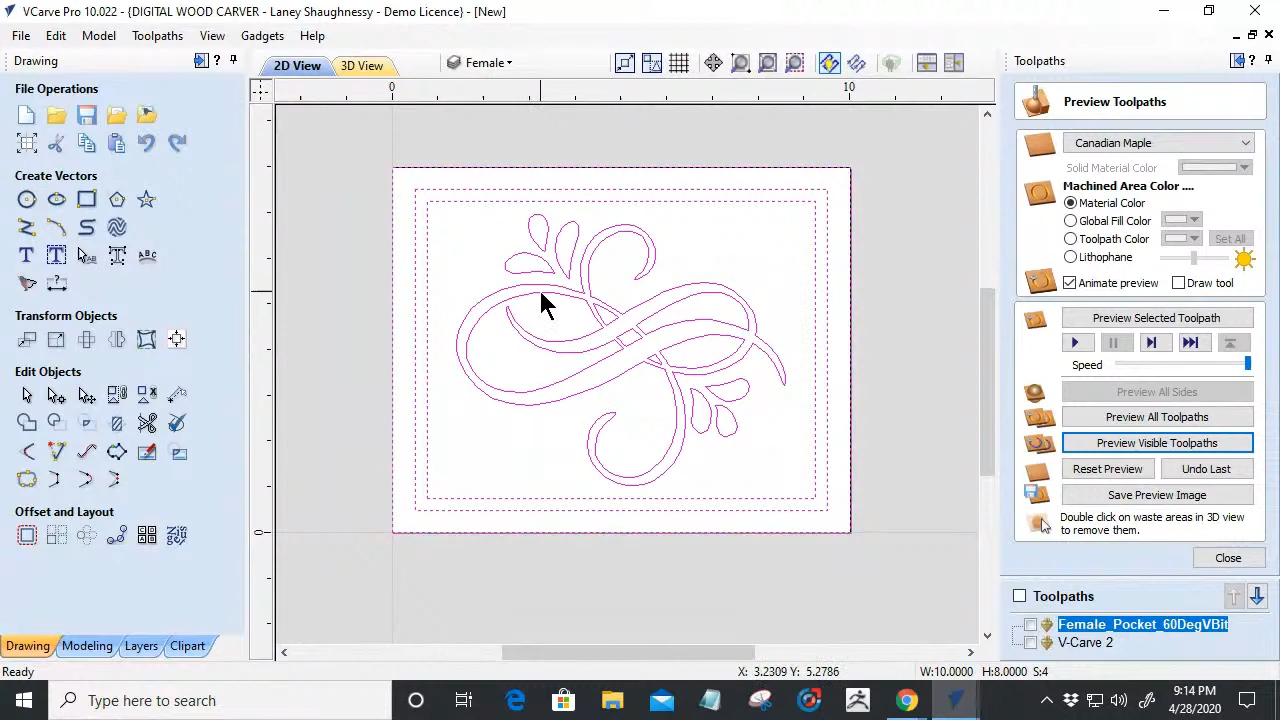 VCarve Pro 10.022 - {DIGITAL WOOD CARVER - Laney Shaughnessy - Demo Licence} - [New]
File Edit Model Toolpaths View Gadgets Help
Drawing
2D View 3D View Female
Toolpaths
File Operations
Create Vectors
Transform Objects
Edit Objects
Offset and Layout
Drawing Modeling Layers Clipart
0 10
0
Preview Toolpaths
Canadian Maple
Solid Material Color
Machined Area Color ....
Material Color
Global Fill Color
Toolpath Color Set All
Lithophane
Animate preview Draw tool
Preview Selected Toolpath
Speed
Preview All Sides
Preview All Toolpaths
Preview Visible Toolpaths
Reset Preview Undo Last
Save Preview Image
Double click on waste areas in 3D view
to remove them.
Close
Toolpaths
Female_Pocket_60DegVBit
V-Carve 2
Ready X: 3.2309 Y: 5.2786 W:10.0000 H:8.0000 S:4
Type here to search
9:14 PM
4/28/2020